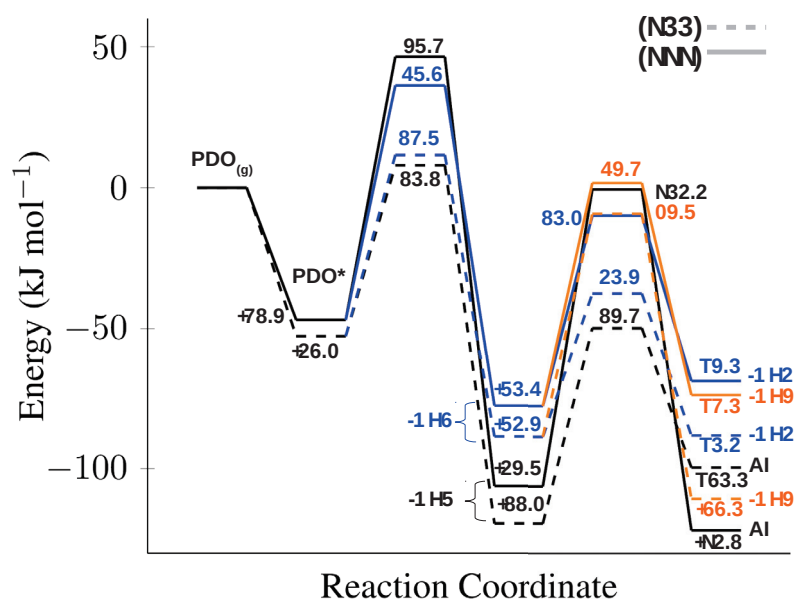 (N33)
(NNN)
50
0
−50
−100
Energy (kJ mol−1)
Reaction Coordinate
PDO(g)
PDO*
+78.9
+26.0
95.7
45.6
87.5
83.8
+53.4
+52.9
+29.5
+88.0
-1 H6
-1 H5
49.7
N32.2
09.5
83.0
23.9
89.7
T9.3
-1 H2
T7.3
-1 H9
T3.2
-1 H2
T63.3
AI
+66.3
-1 H9
+N2.8
AI